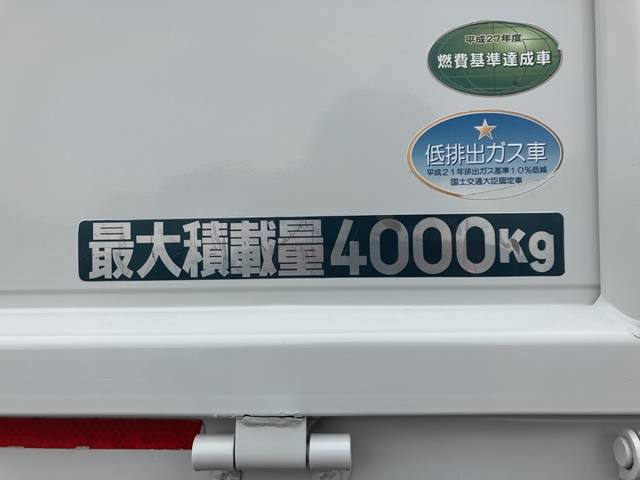 平成27年度
燃費基準達成車
低排出ガス車
平成21年排出ガス基準10%低減
国土交通大臣認定車
最大積載量4000Kg